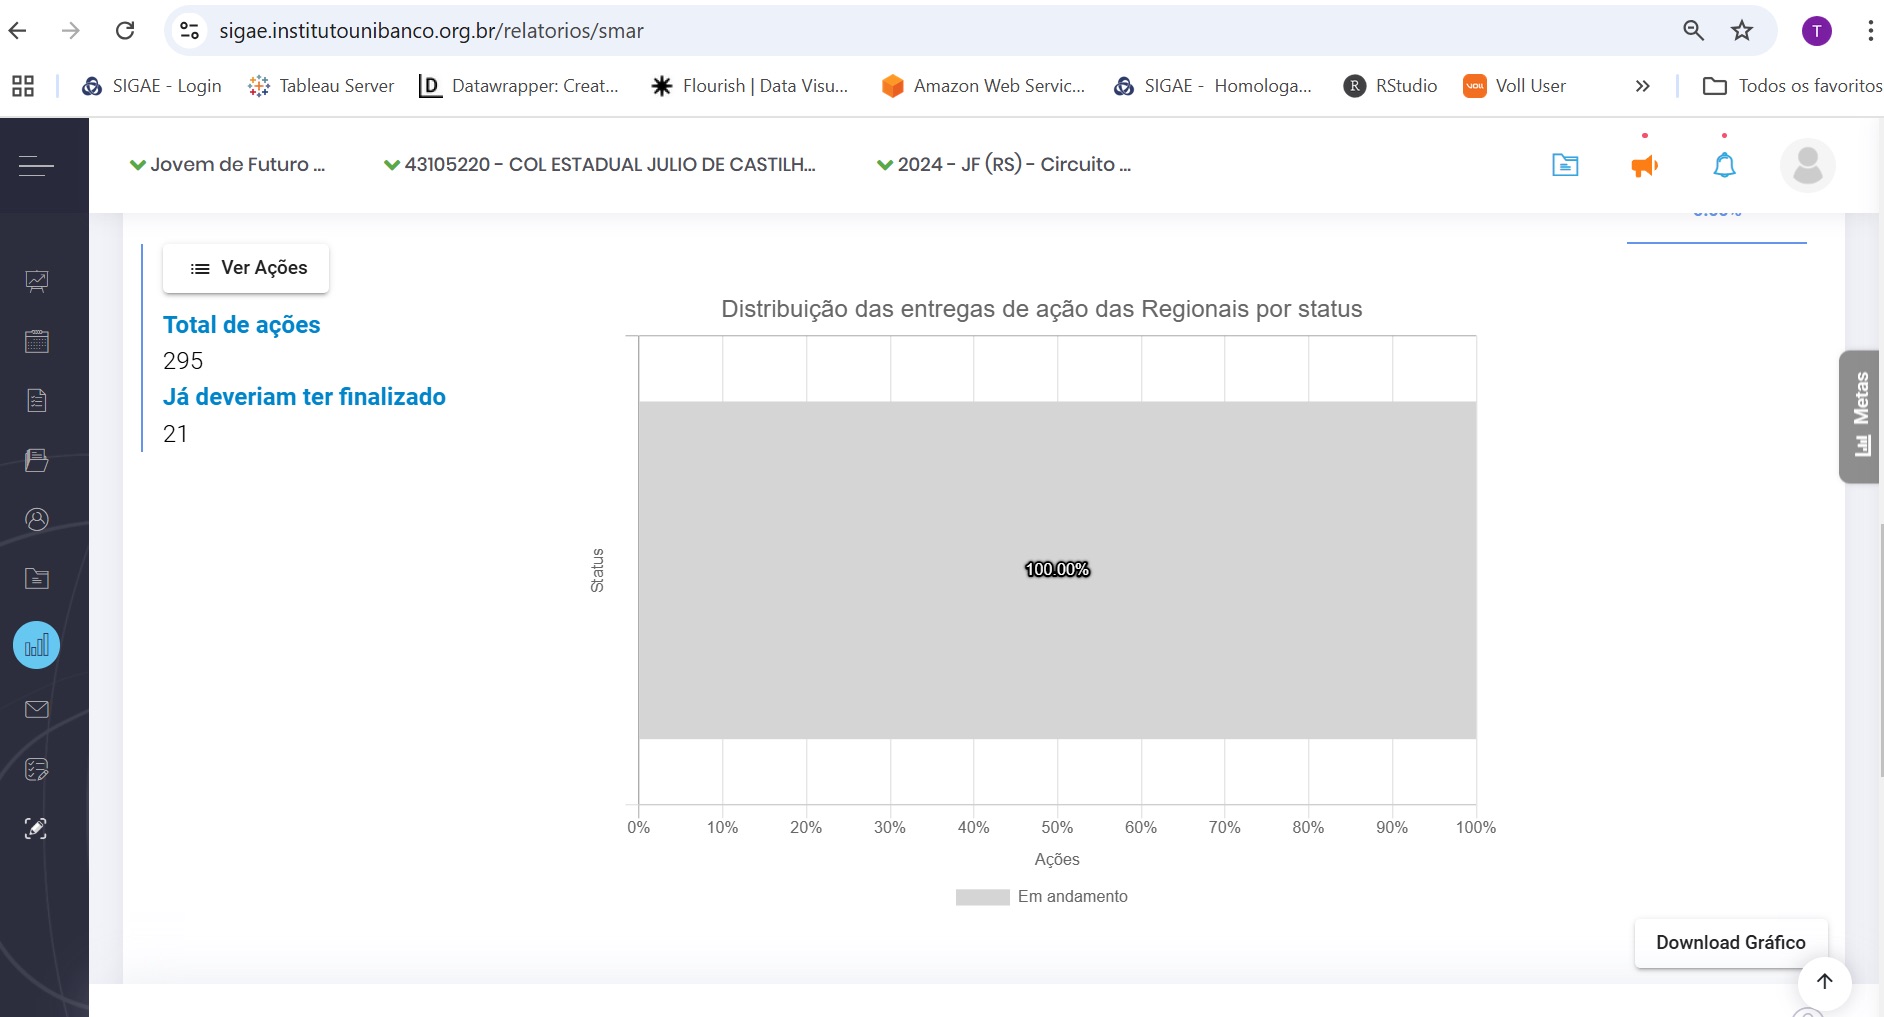 sigae.institutounibanco.org.br/relatorios/smar
T
SIGAE - Login
Tableau Server
Datawrapper: Creat...
Flourish | Data Visu...
Amazon Web Servic...
SIGAE - Homologa...
RStudio
Voll User
Todos os favoritos
Jovem de Futuro ...
43105220 - COL ESTADUAL JULIO DE CASTILH...
2024 - JF (RS) - Circuito ...
Ver Ações
Total de ações
295
Já deveriam ter finalizado
21
Distribuição das entregas de ação das Regionais por status
Metas
Status
100.00%
0%
10%
20%
30%
40%
50%
60%
70%
80%
90%
100%
Ações
Em andamento
Download Gráfico